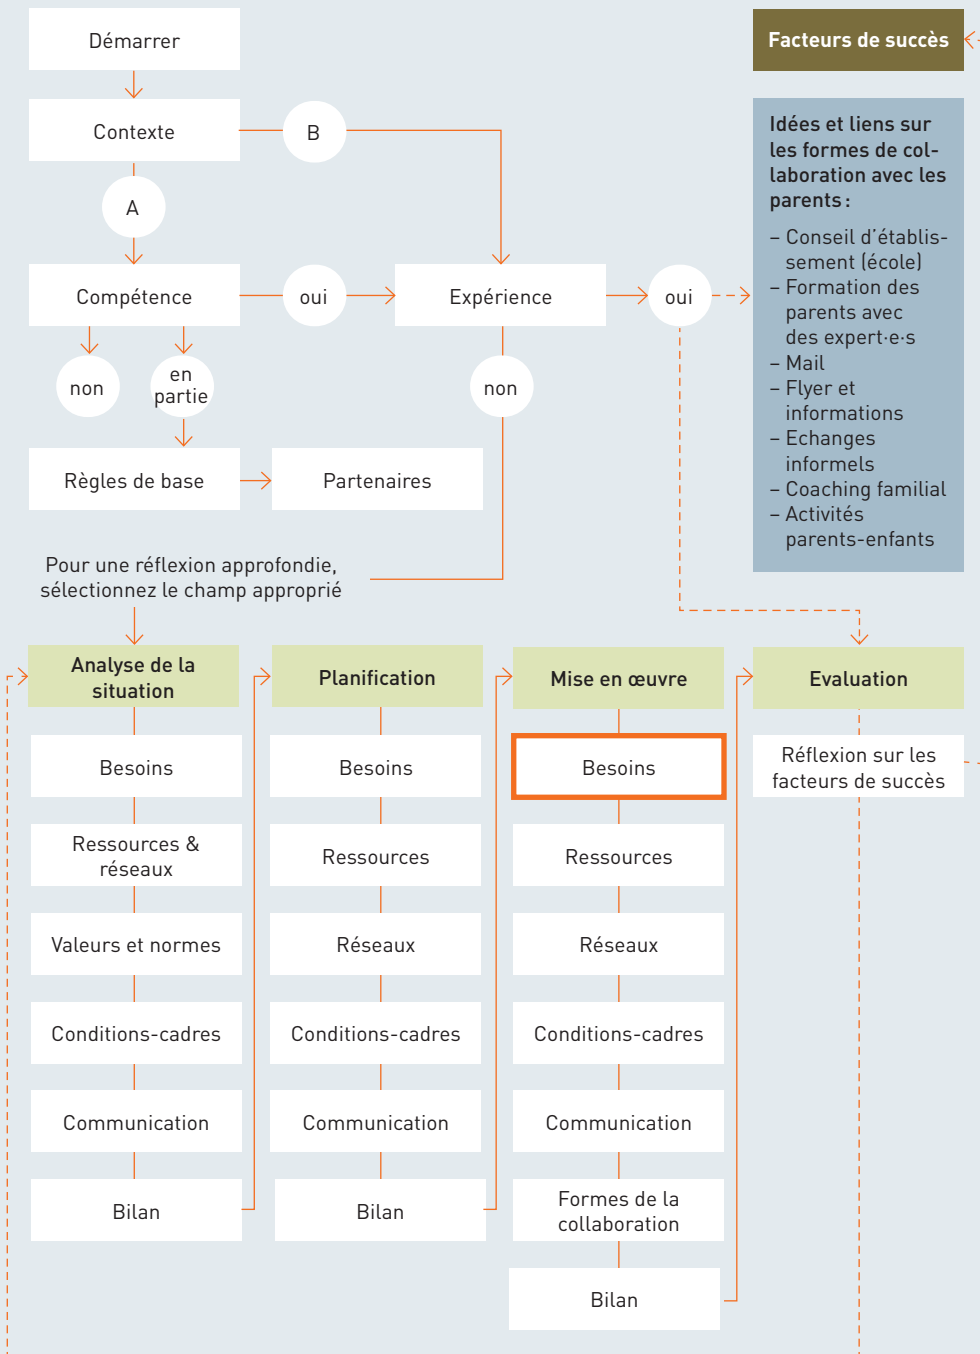 Démarrer
Contexte
B
A
Compétence
oui
Expérience
oui
non
en
partie
non
Règles de base
Partenaires
Facteurs de succès
Idées et liens sur
les formes de col-
laboration avec les
parents :
– Conseil d’établis-
sement (école)
– Formation des
parents avec
des expert·e·s
– Mail
– Flyer et
informations
– Echanges
informels
– Coaching familial
– Activités
parents-enfants
Pour une réflexion approfondie,
sélectionnez le champ approprié
Analyse de la
situation
Besoins
Ressources &
réseaux
Valeurs et normes
Conditions-cadres
Communication
Bilan
Planification
Besoins
Ressources
Réseaux
Conditions-cadres
Communication
Bilan
Mise en œuvre
Besoins
Ressources
Réseaux
Conditions-cadres
Communication
Formes de la
collaboration
Bilan
Evaluation
Réflexion sur les
facteurs de succès